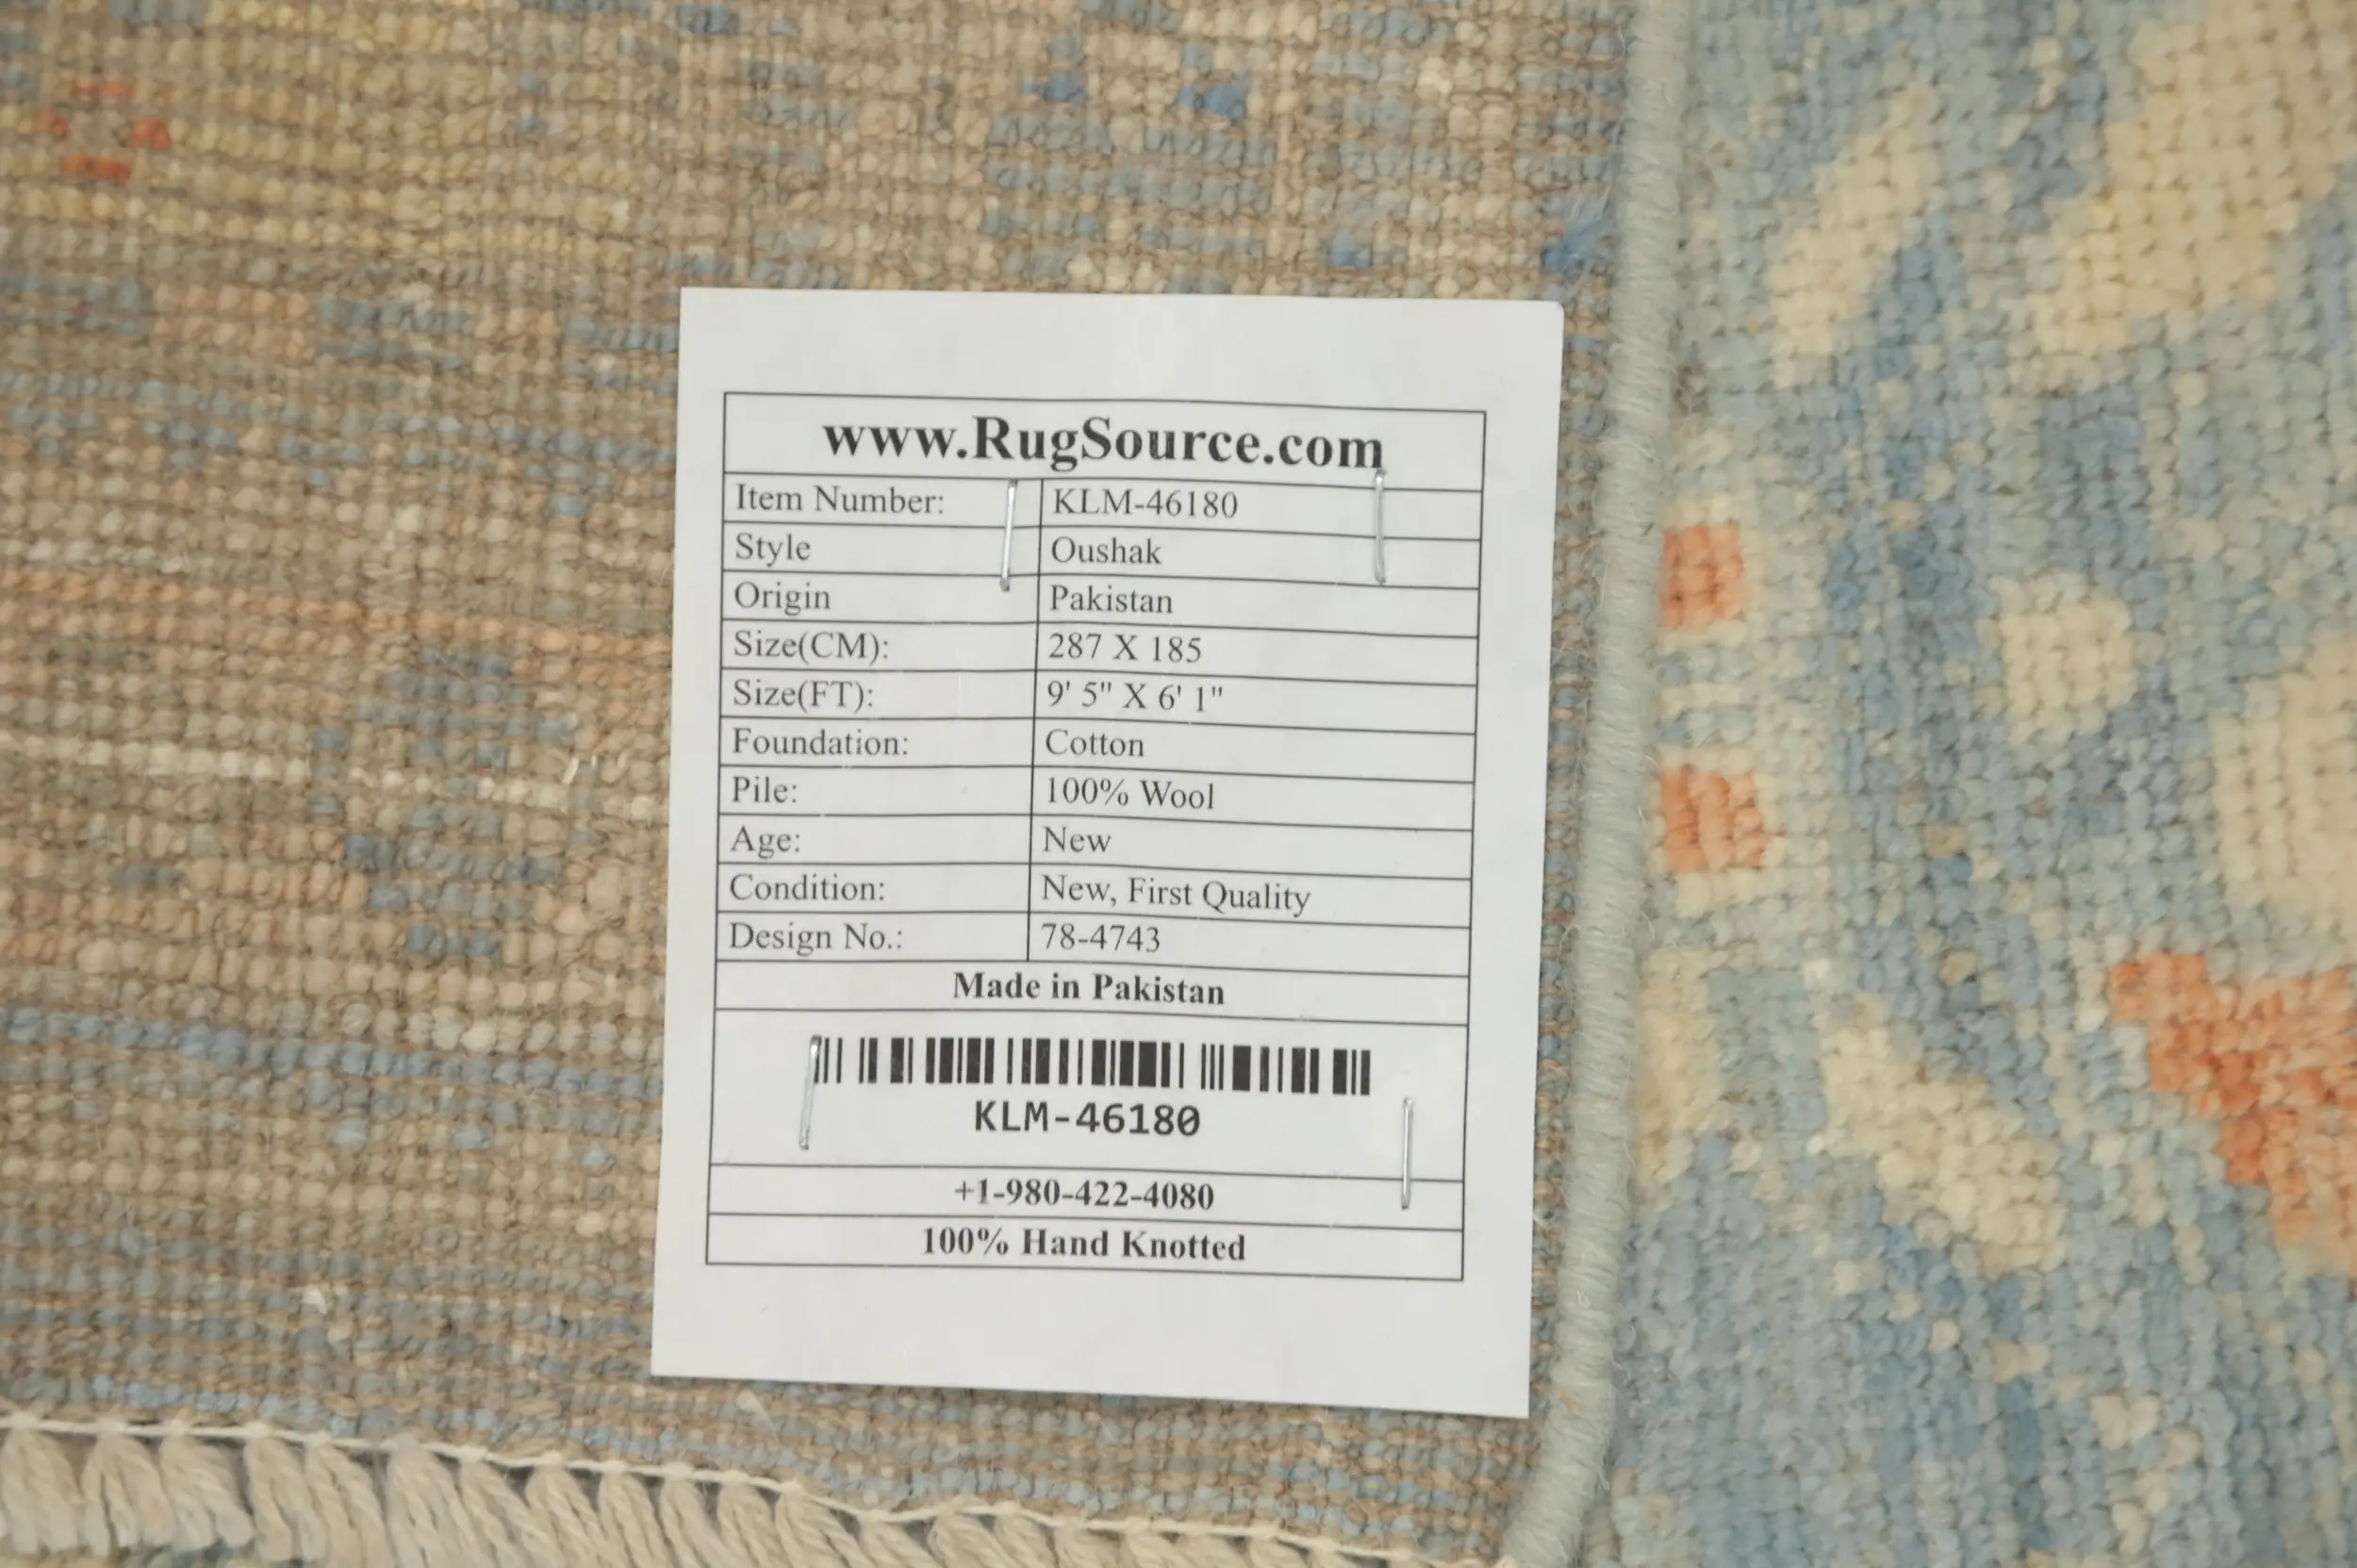 www.RugSource.com
Item Number: KLM-46180
Style Oushak
Origin Pakistan
Size(CM): 287 X 185
Size(FT): 9' 5" X 6' 1"
Foundation: Cotton
Pile: 100% Wool
Age: New
Condition: New, First Quality
Design No.: 78-4743
Made in Pakistan
KLM-46180
+1-980-422-4080
100% Hand Knotted